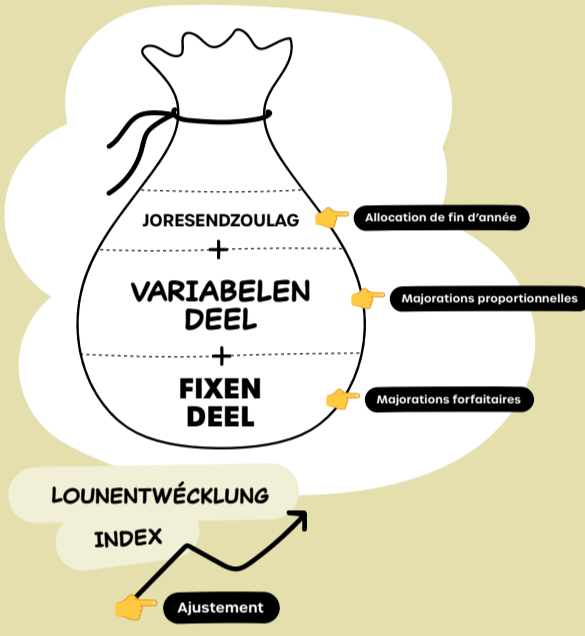 JORESENDZOULAG
Allocation de fin d'année
+
VARIABELEN
DEEL
Majorations proportionnelles
+
FIXEN
DEEL
Majorations forfaitaires
LOUNENTWÉCKLUNG
INDEX
Ajustement